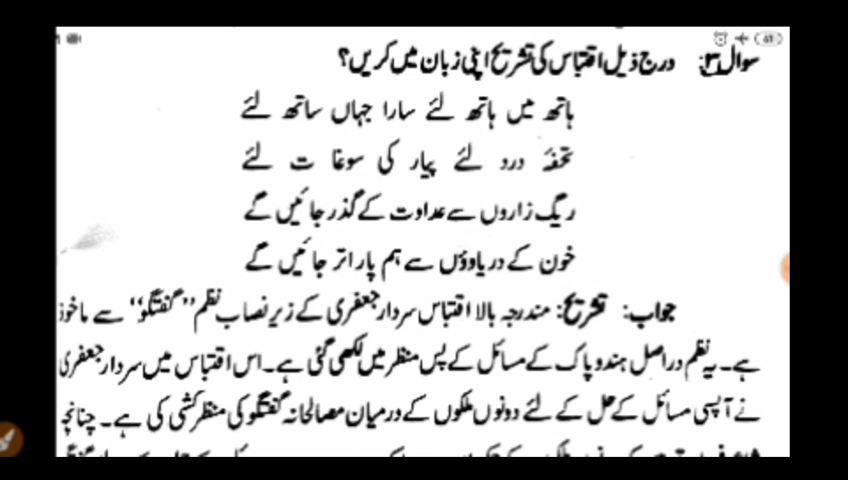 سوال ۳: درج ذیل اقتباس کی تشریح اپنی زبان میں کریں؟
ہاتھ میں ہاتھ لئے سارا جہاں ساتھ لئے
تحفۂ درد لئے پیار کی سوغات لئے
ریگ زاروں سے عداوت کے گذر جائیں گے
خون کے دریاوؤں سے ہم پار اتر جائیں گے
جواب: تشریح: مندرجہ بالا اقتباس سردار جعفری کے زیر نصاب نظم "گفتگو" سے ماخوذ
ہے۔ یہ نظم دراصل ہند و پاک کے مسائل کے پس منظر میں لکھی گئی ہے۔ اس اقتباس میں سردار جعفری
نے آپسی مسائل کے حل کے لئے دونوں ملکوں کے درمیان مصالحانہ گفتگو کی منظر کشی کی ہے۔ چنانچہ